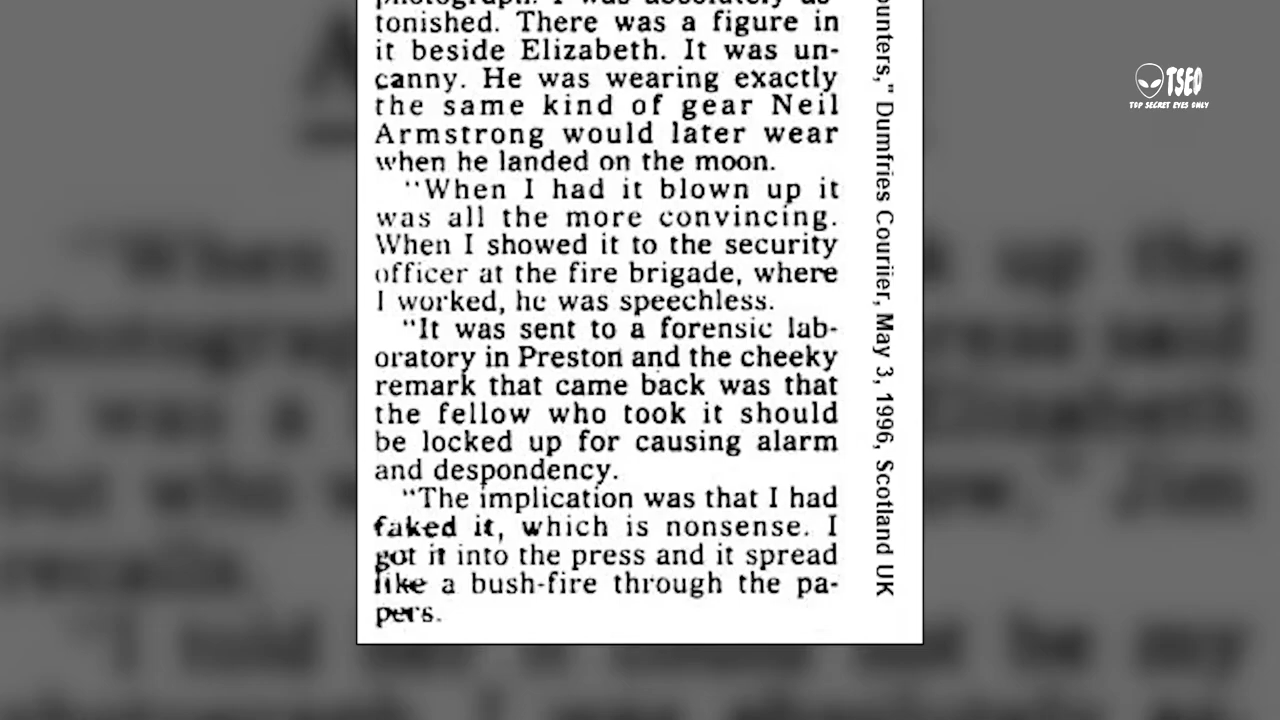 tonished. There was a figure in
it beside Elizabeth. It was un-
canny. He was wearing exactly
the same kind of gear Neil
Armstrong would later wear
when he landed on the moon.
"When I had it blown up it
was all the more convincing.
When I showed it to the security
officer at the fire brigade, where
I worked, he was speechless.
"It was sent to a forensic lab-
oratory in Preston and the cheeky
remark that came back was that
the fellow who took it should
be locked up for causing alarm
and despondency.
"The implication was that I had
faked it, which is nonsense. I
got it into the press and it spread
like a bush-fire through the pa-
pers.
ounters," Dumfries Couriier, May 3, 1996, Scotland UK
TSEO
TOP SECRET EYES ONLY